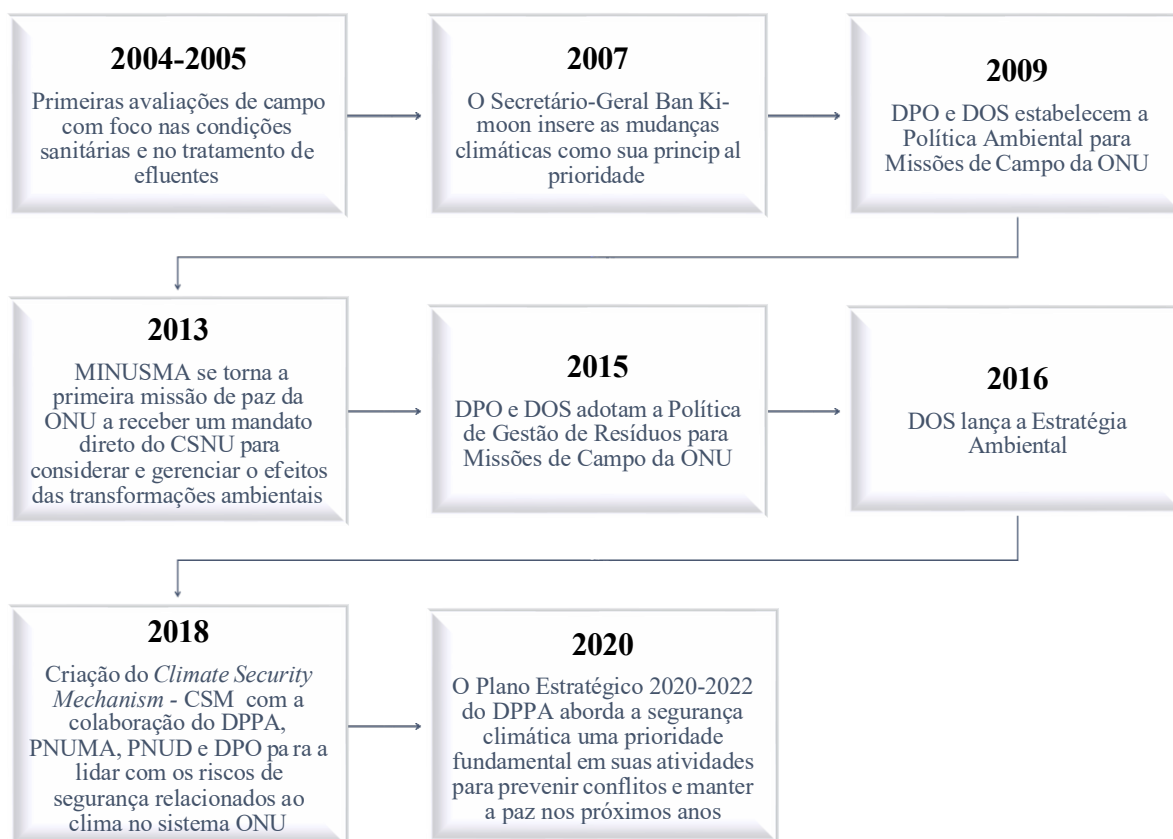 2004-2005
Primeiras avaliações de campo
com foco nas condições
sanitárias e no tratamento de
efluentes
2007
O Secretário-Geral Ban Ki-
moon insere as mudanças
climáticas como sua princip al
prioridade
2009
DPO e DOS estabelecem a
Política Ambiental para
Missões de Campo da ONU
2013
MINUSMA se torna a
primeira missão de paz da
ONU a receber um mandato
direto do CSNU para
considerar e gerenciar o efeitos
das transformações ambientais
2015
DPO e DOS adotam a Política
de Gestão de Resíduos para
Missões de Campo da ONU
2016
DOS lança a Estratégia
Ambiental
2018
Criação do Climate Security
Mechanism - CSM com a
colaboração do DPPA,
PNUMA, PNUD e DPO para a
lidar com os riscos de
segurança relacionados ao
clima no sistema ONU
2020
O Plano Estratégico 2020-2022
do DPPA aborda a segurança
climática uma prioridade
fundamental em suas atividades
para prevenir conflitos e manter
a paz nos próximos anos